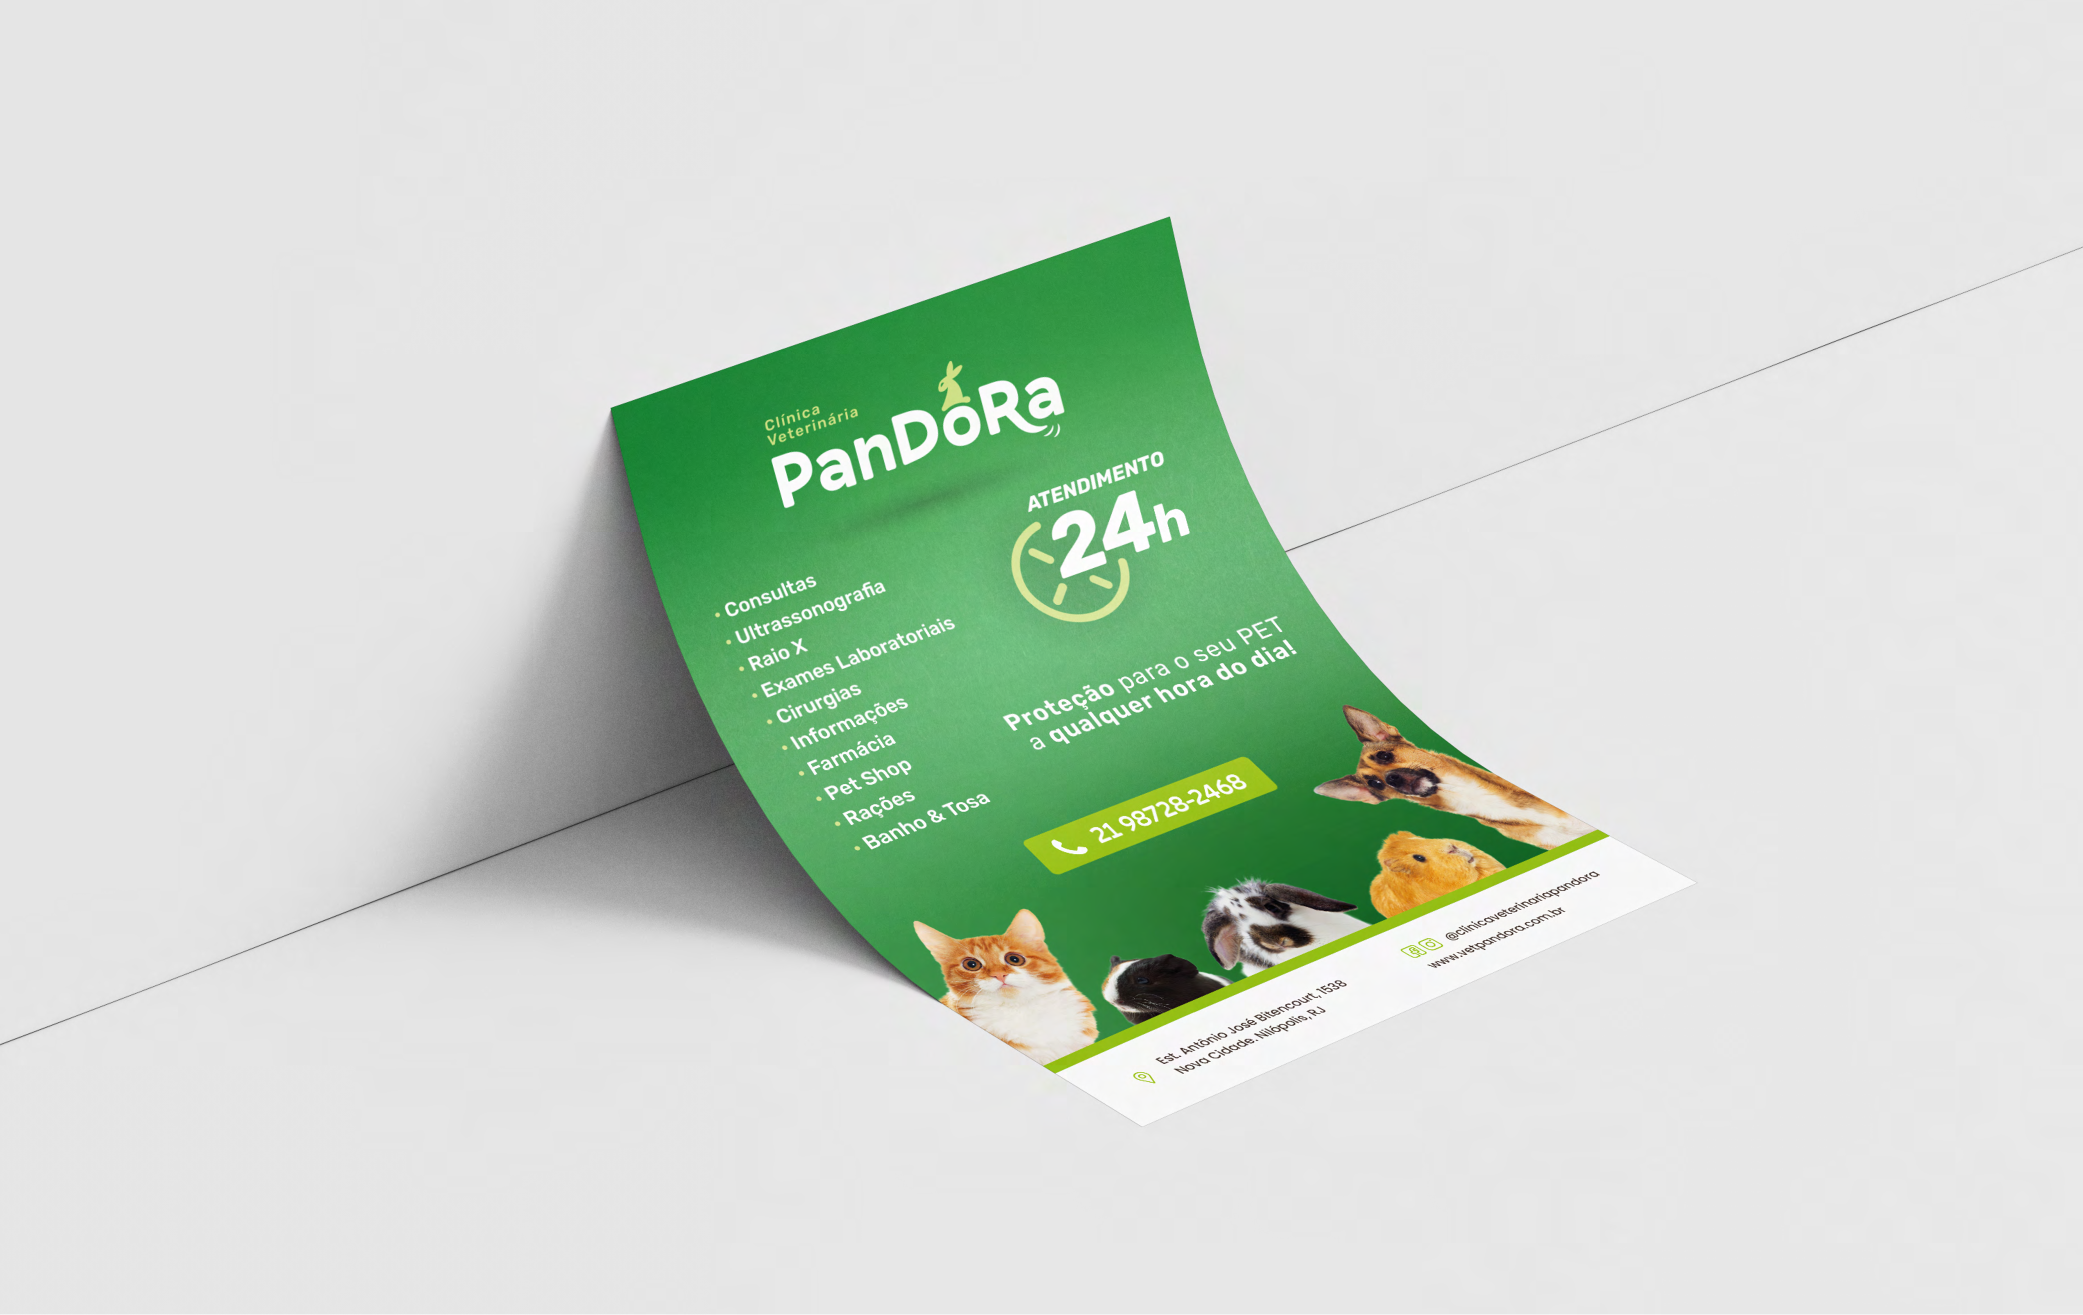 Clínica
Veterinária
PanDoRa
ATENDIMENTO
24h
• Consultas
• Ultrassonografia
• Raio X
• Exames Laboratoriais
• Cirurgias
• Informações
• Farmácia
• Pet Shop
• Rações
• Banho & Tosa
Proteção para o seu PET
a qualquer hora do dia!
21 98728-2468
Est. Antônio José Bitencourt, 1538
Nova Cidade. Nilópolis, RJ
@clinicaveterinariapandora
www.vetpandora.com.br